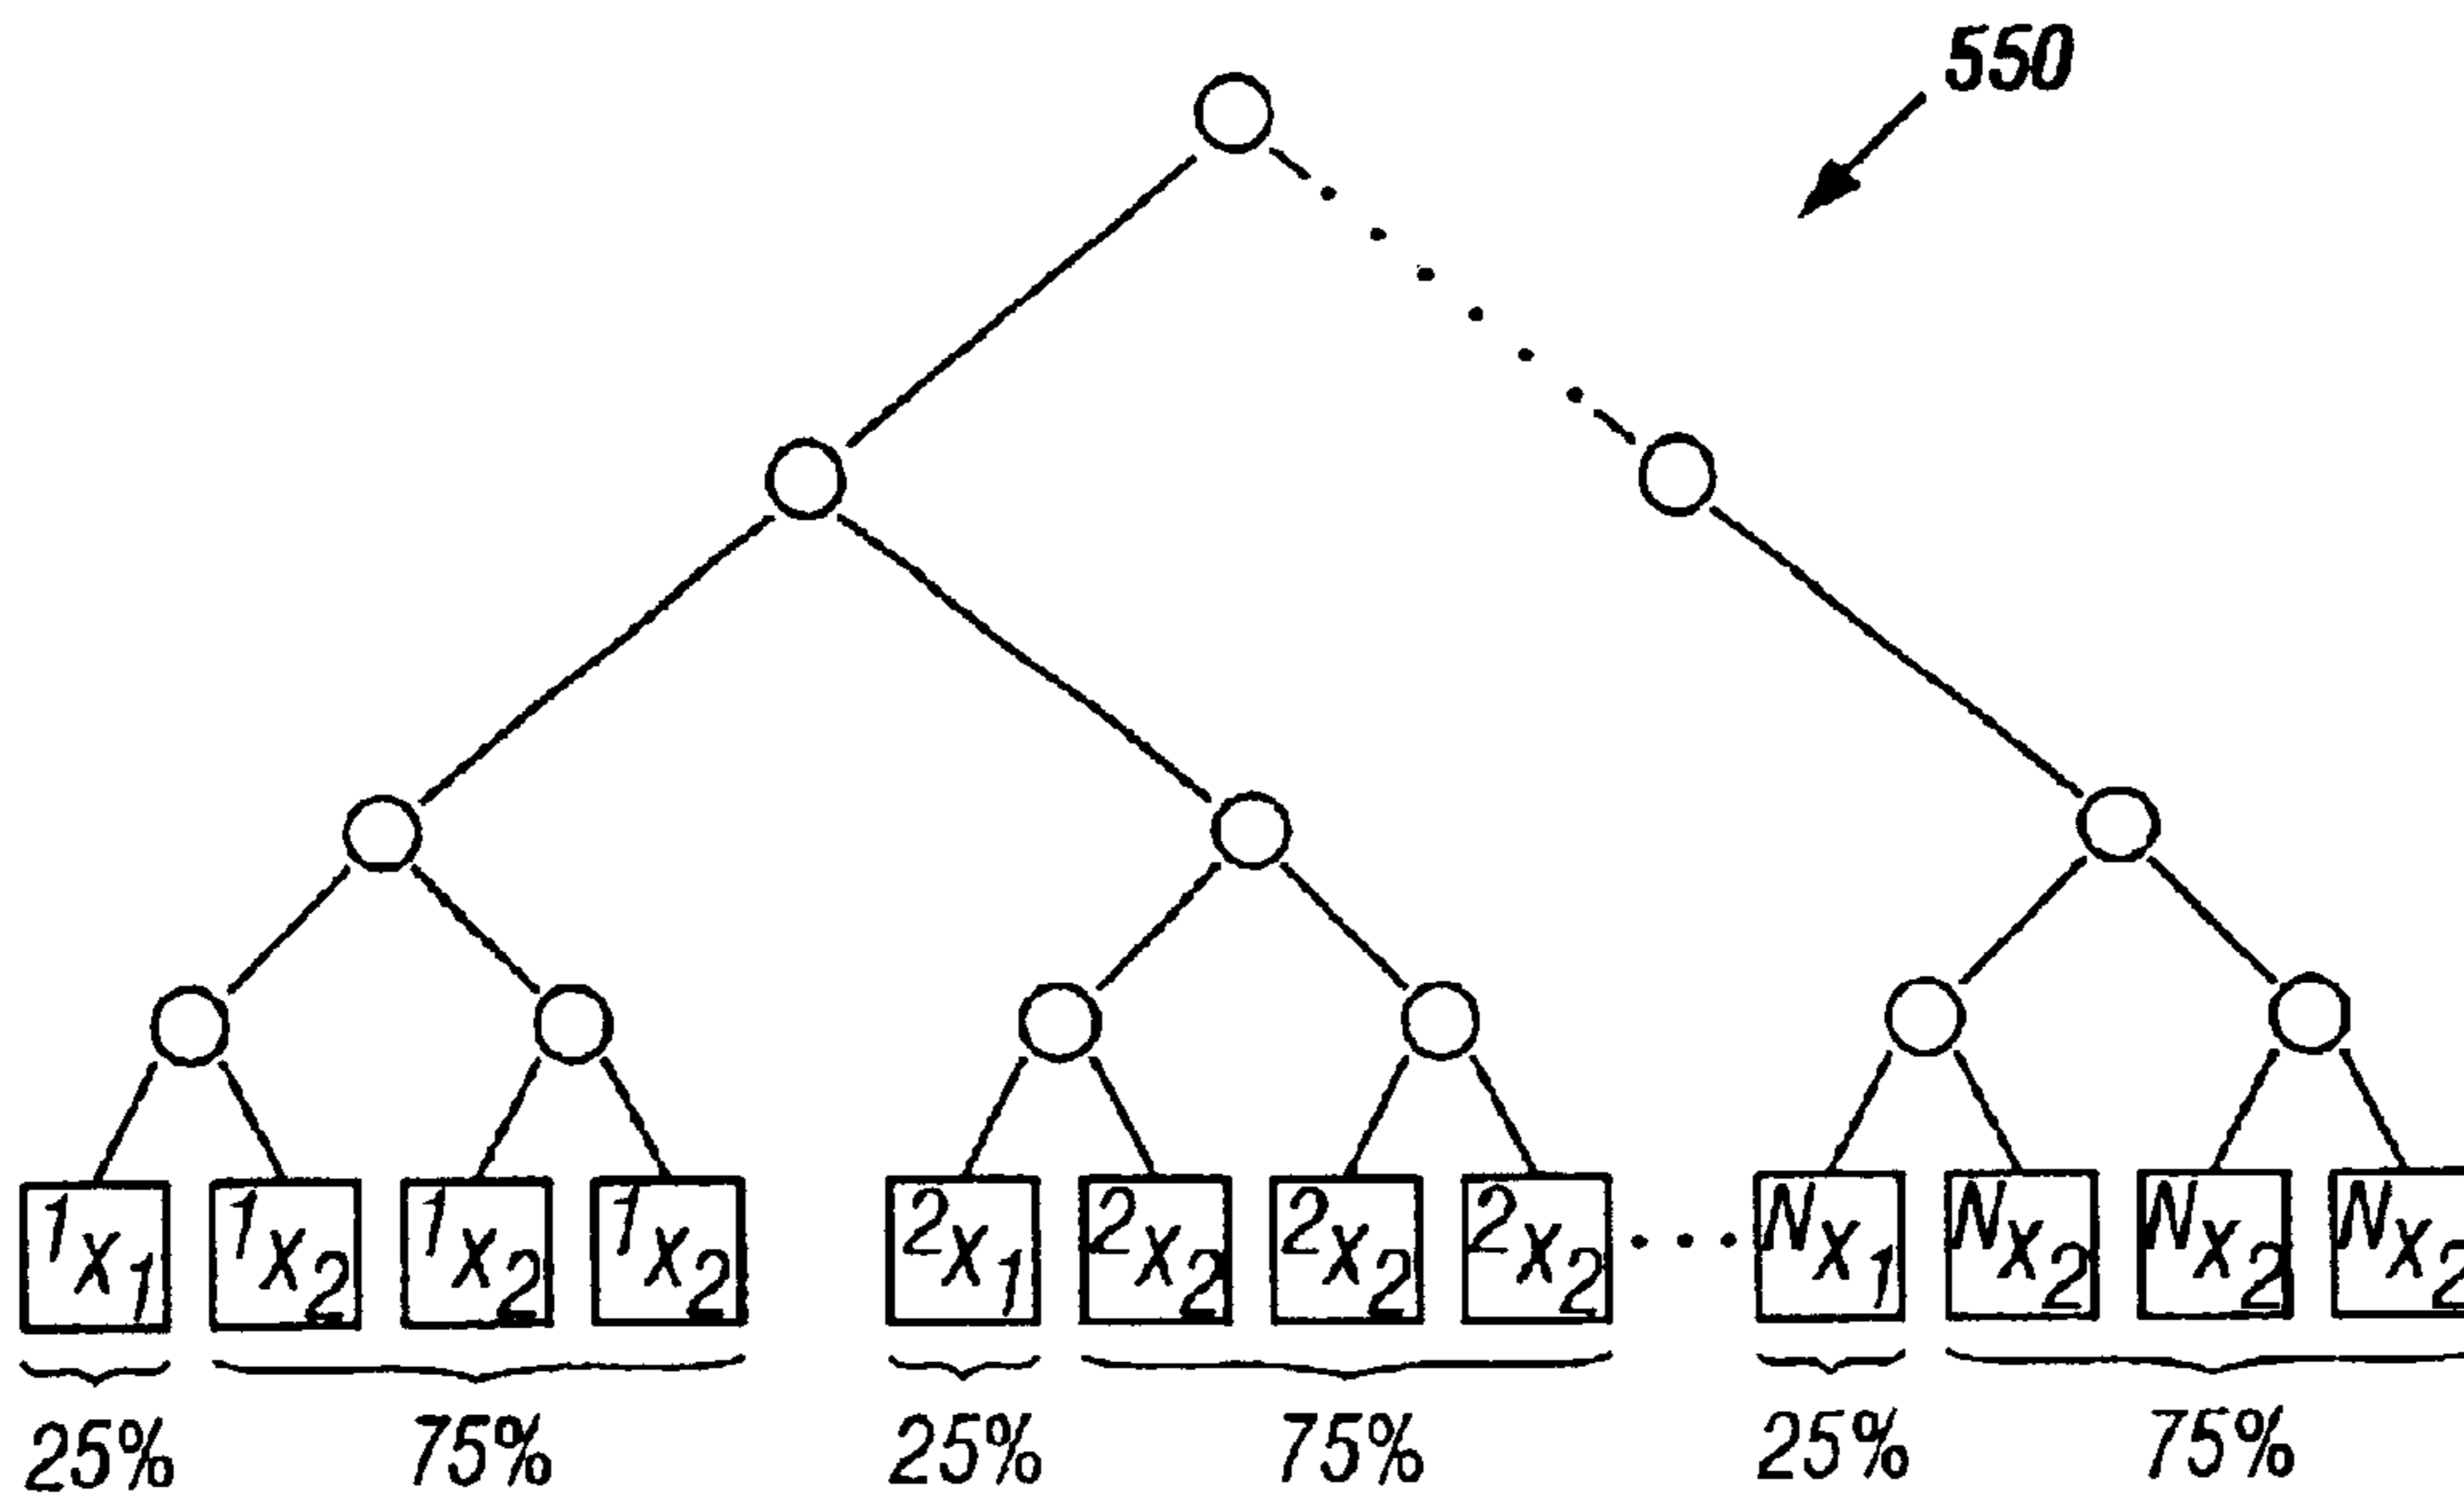 550
¹x₁ ¹x₂ ¹x₂ ¹x₂ ²x₁ ²x₂ ²x₂ ²x₂ ... ᴺx₁ ᴺx₂ ᴺx₂ ᴺx₂
25% 75% 25% 75% 25% 75%